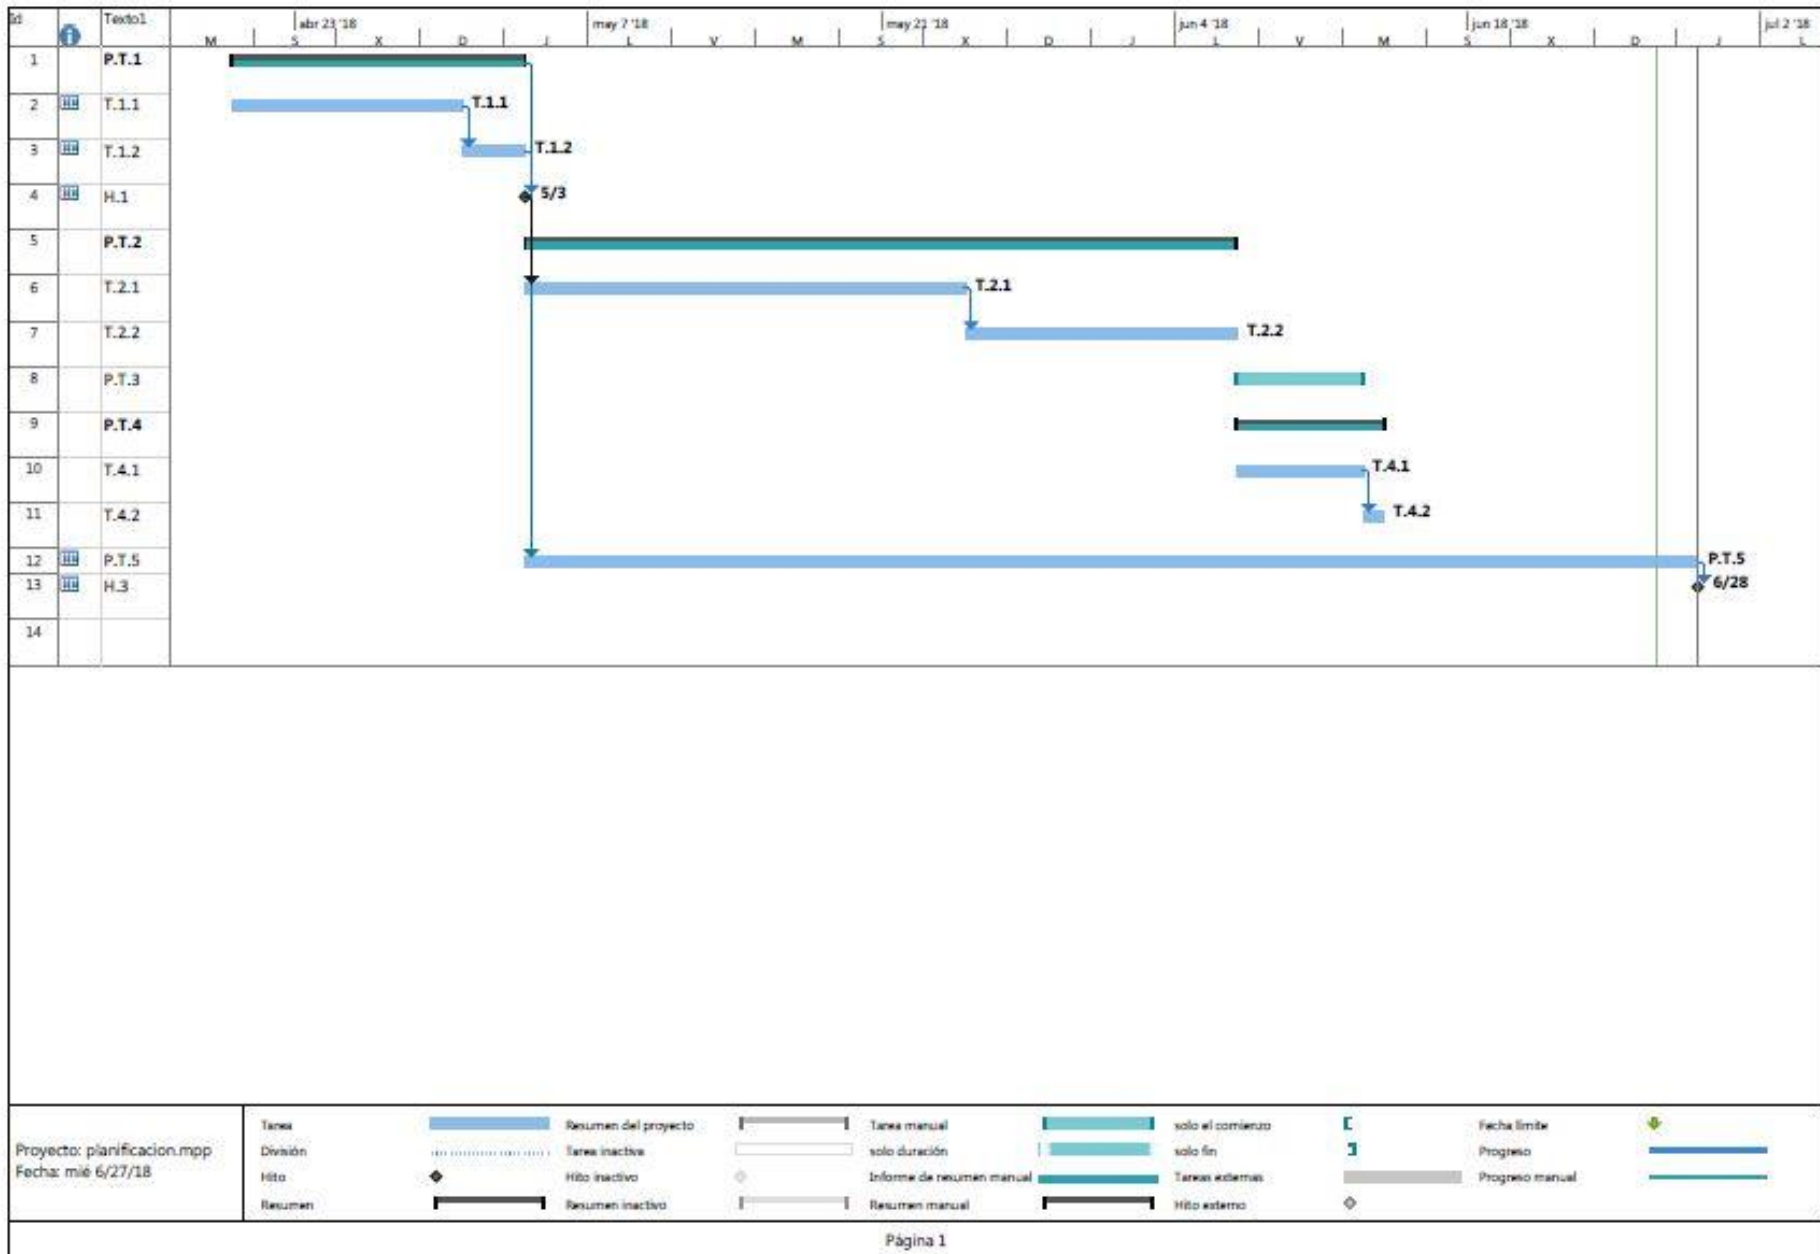 Id Texto1 abr 23 '18 may 7 '18 may 21 '18 jun 4 '18 jun 18 '18 jul 2 '18
M S X D J L V M S X D J L V M S X D J L
1 P.T.1
2 T.1.1 T.1.1
3 T.1.2 T.1.2
4 H.1 5/3
5 P.T.2
6 T.2.1 T.2.1
7 T.2.2 T.2.2
8 P.T.3
9 P.T.4
10 T.4.1 T.4.1
11 T.4.2 T.4.2
12 P.T.5 P.T.5
13 H.3 6/28
14
Proyecto: planificacion.mpp
Fecha: mié 6/27/18
Tarea Resumen del proyecto Tarea manual solo el comienzo Fecha límite
División Tarea inactiva solo duración solo fin Progreso
Hito Hito inactivo Informe de resumen manual Tareas externas Progreso manual
Resumen Resumen inactivo Resumen manual Hito externo
Página 1